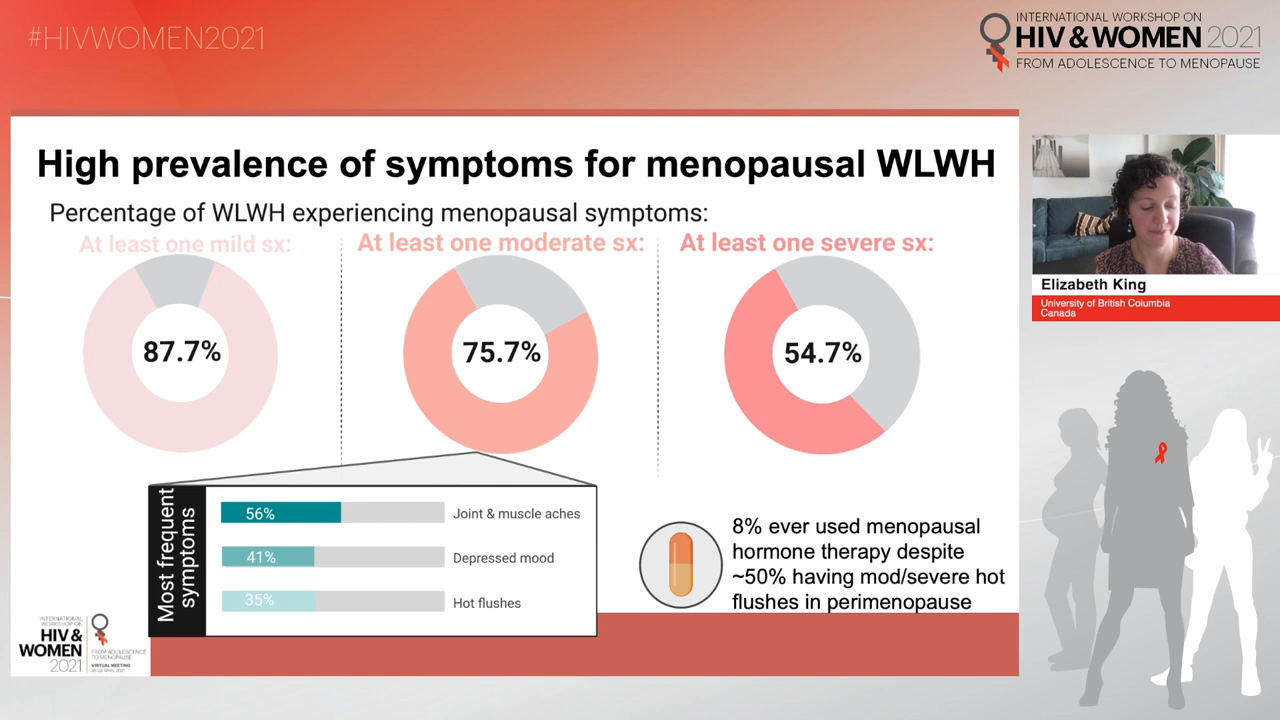 #HIVWOMEN2021
INTERNATIONAL WORKSHOP ON
HIV & WOMEN 2021
FROM ADOLESCENCE TO MENOPAUSE
High prevalence of symptoms for menopausal WLWH
Percentage of WLWH experiencing menopausal symptoms:
At least one mild sx:
At least one moderate sx:
At least one severe sx:
87.7%
75.7%
54.7%
Elizabeth King
University of British Columbia
Canada
Most frequent
symptoms
56%
Joint & muscle aches
41%
Depressed mood
35%
Hot flushes
8% ever used menopausal
hormone therapy despite
~50% having mod/severe hot
flushes in perimenopause
INTERNATIONAL
WORKSHOP ON
HIV &
WOMEN
2021
FROM ADOLESCENCE
TO MENOPAUSE
VIRTUAL MEETING